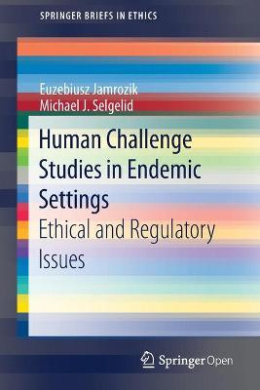 SPRINGER BRIEFS IN ETHICS
Euzebiusz Jamrozik
Michael J. Selgelid
Human Challenge
Studies in Endemic
Settings
Ethical and Regulatory
Issues
Springer Open